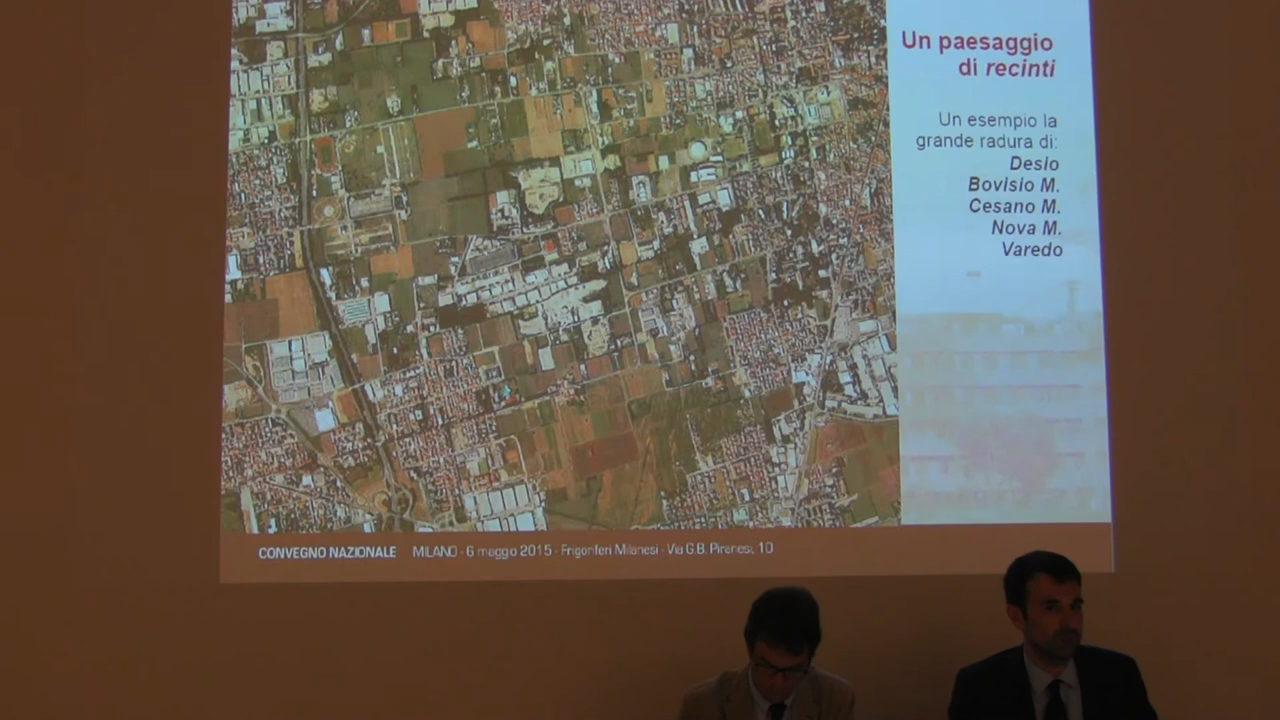 Un paesaggio
di recinti
Un esempio la
grande radura di:
Desio
Bovisio M.
Cesano M.
Nova M.
Varedo
CONVEGNO NAZIONALE MILANO - 6 maggio 2015 - Frigoriferi Milanesi - Via G.B. Piranesi, 10